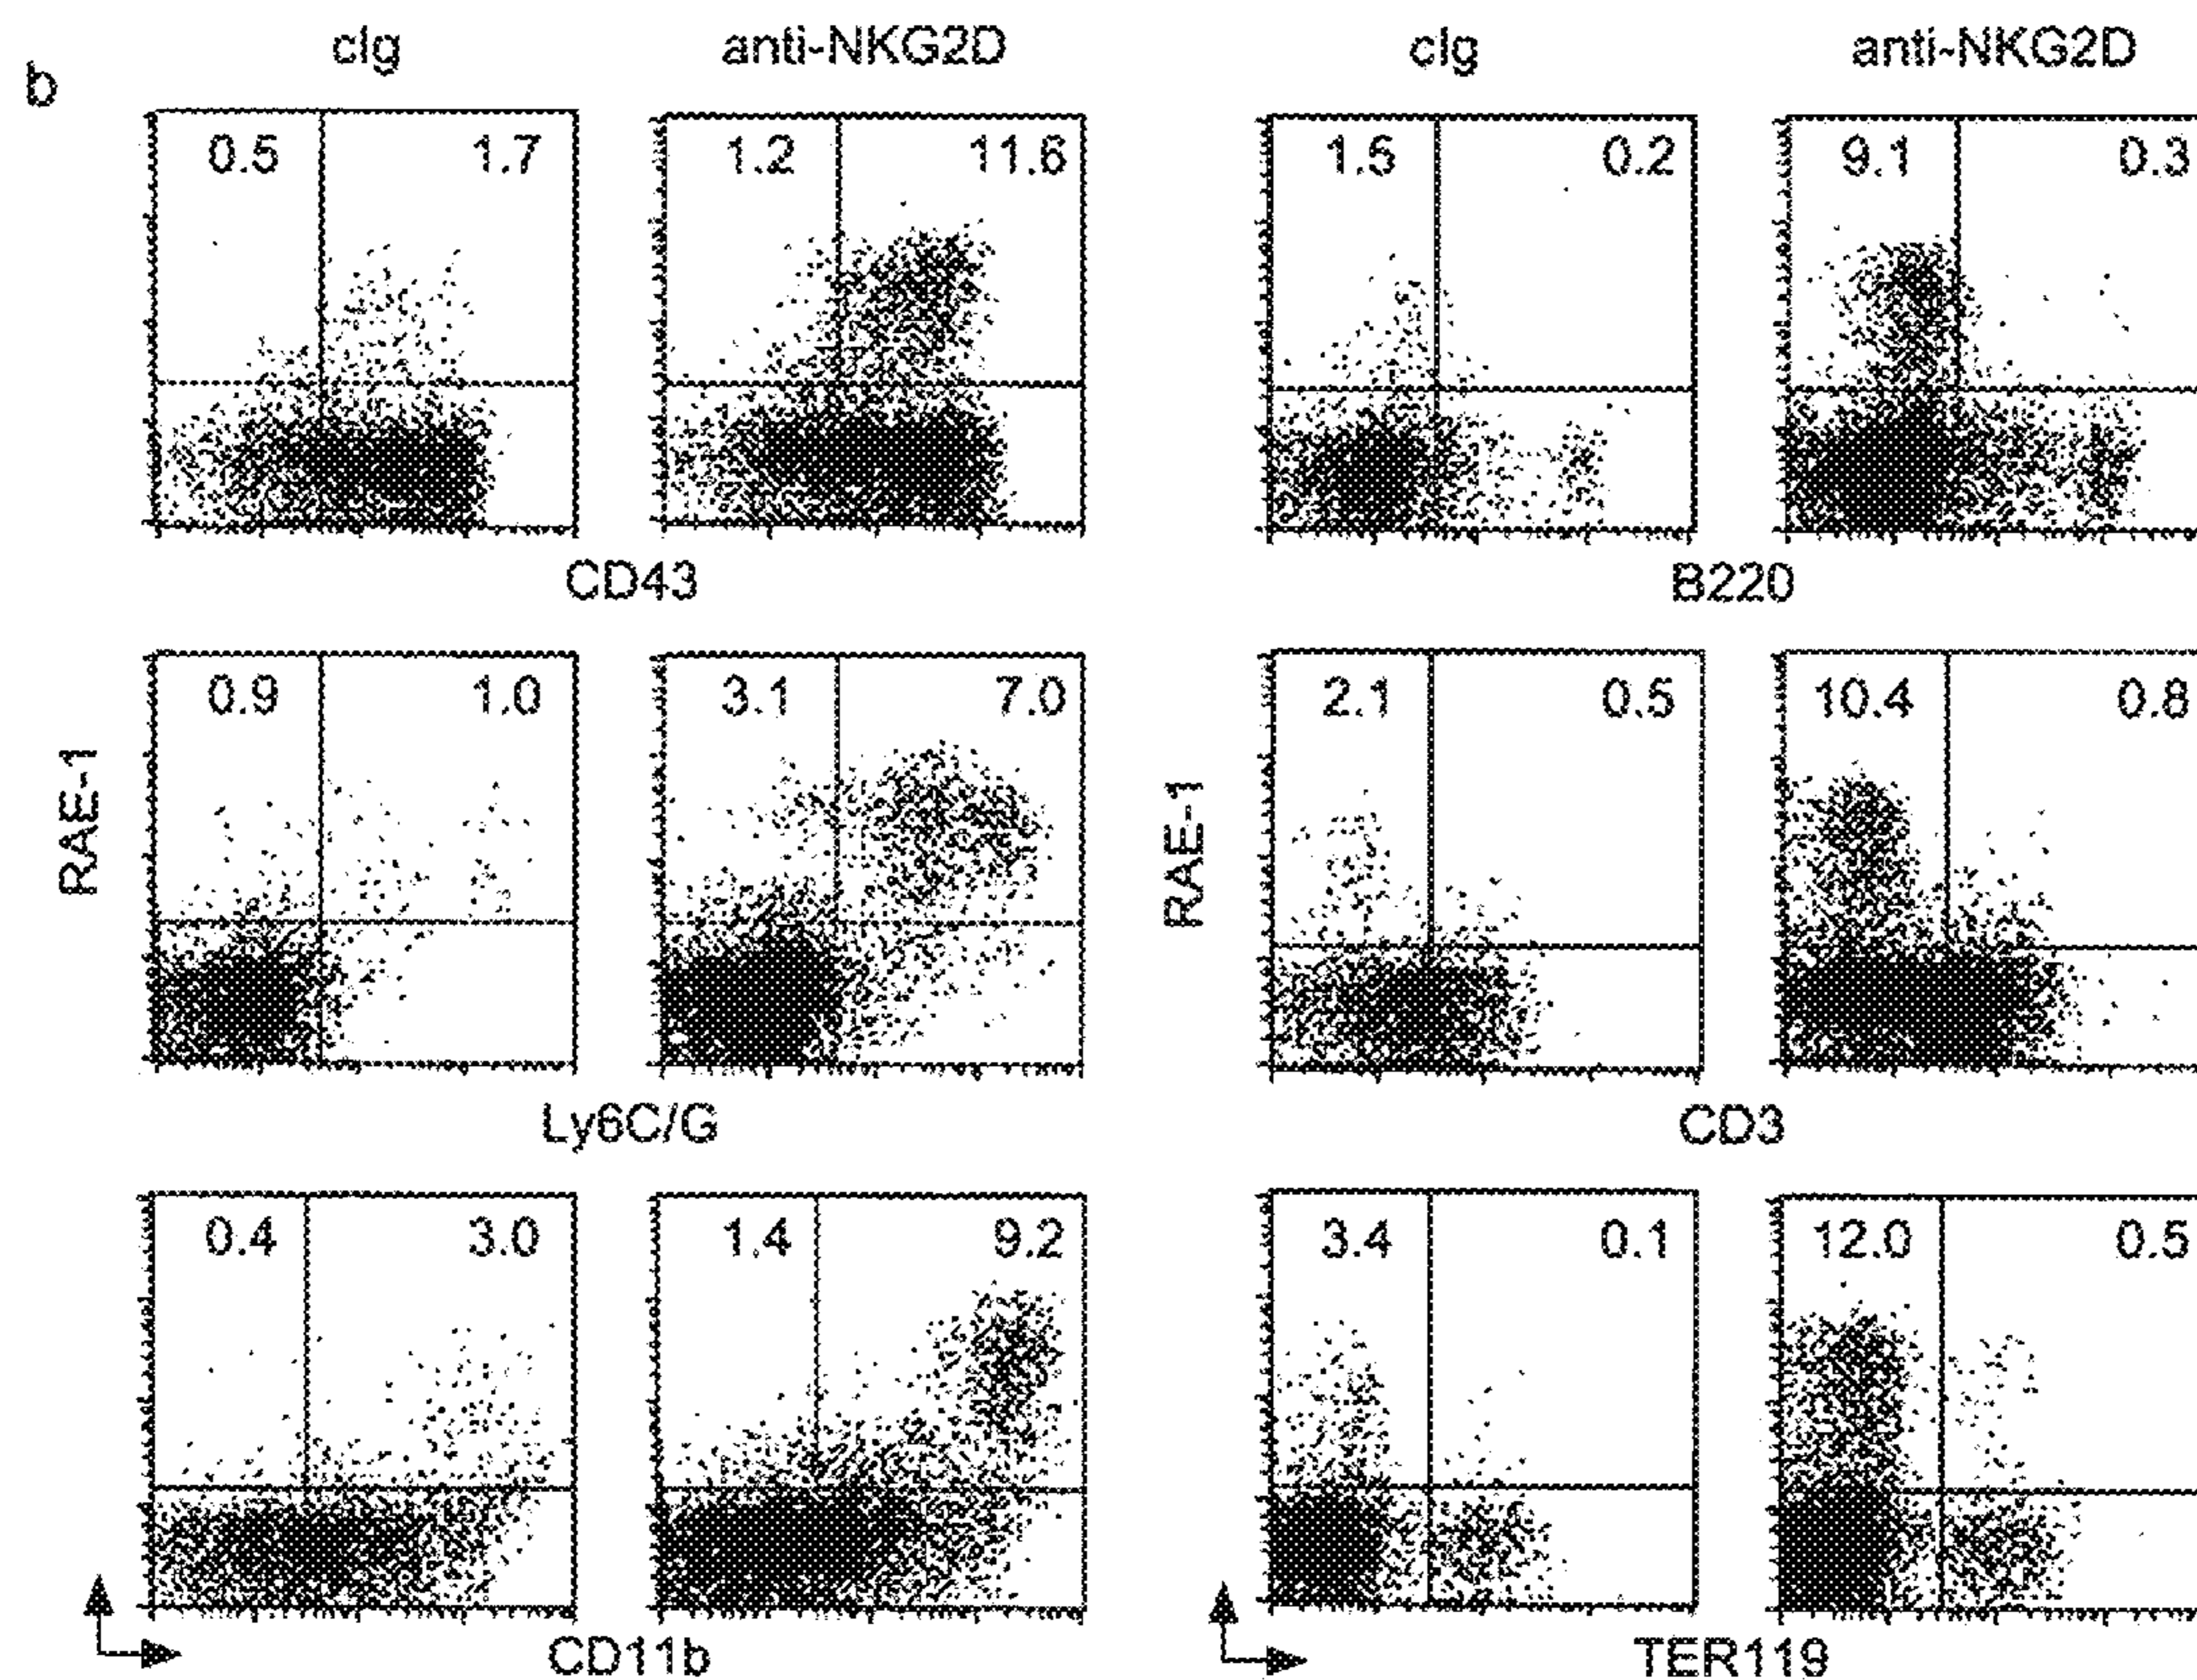 b
cIg anti-NKG2D cIg anti-NKG2D
0.5 1.7 1.2 11.6 1.5 0.2 9.1 0.3
CD43 B220
0.9 1.0 3.1 7.0 2.1 0.5 10.4 0.8
RAE-1 RAE-1
Ly6C/G CD3
0.4 3.0 1.4 9.2 3.4 0.1 12.0 0.5
CD11b TER119